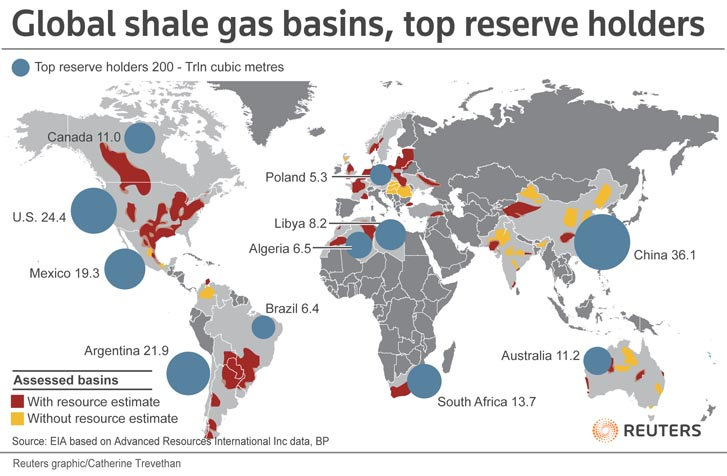 Global shale gas basins, top reserve holders
Top reserve holders 200 - Trln cubic metres
Canada 11.0
Poland 5.3
U.S. 24.4
Libya 8.2
Algeria 6.5
China 36.1
Mexico 19.3
Brazil 6.4
Argentina 21.9
Australia 11.2
South Africa 13.7
Assessed basins
With resource estimate
Without resource estimate
REUTERS
Source: EIA based on Advanced Resources International Inc data, BP
Reuters graphic/Catherine Trevethan